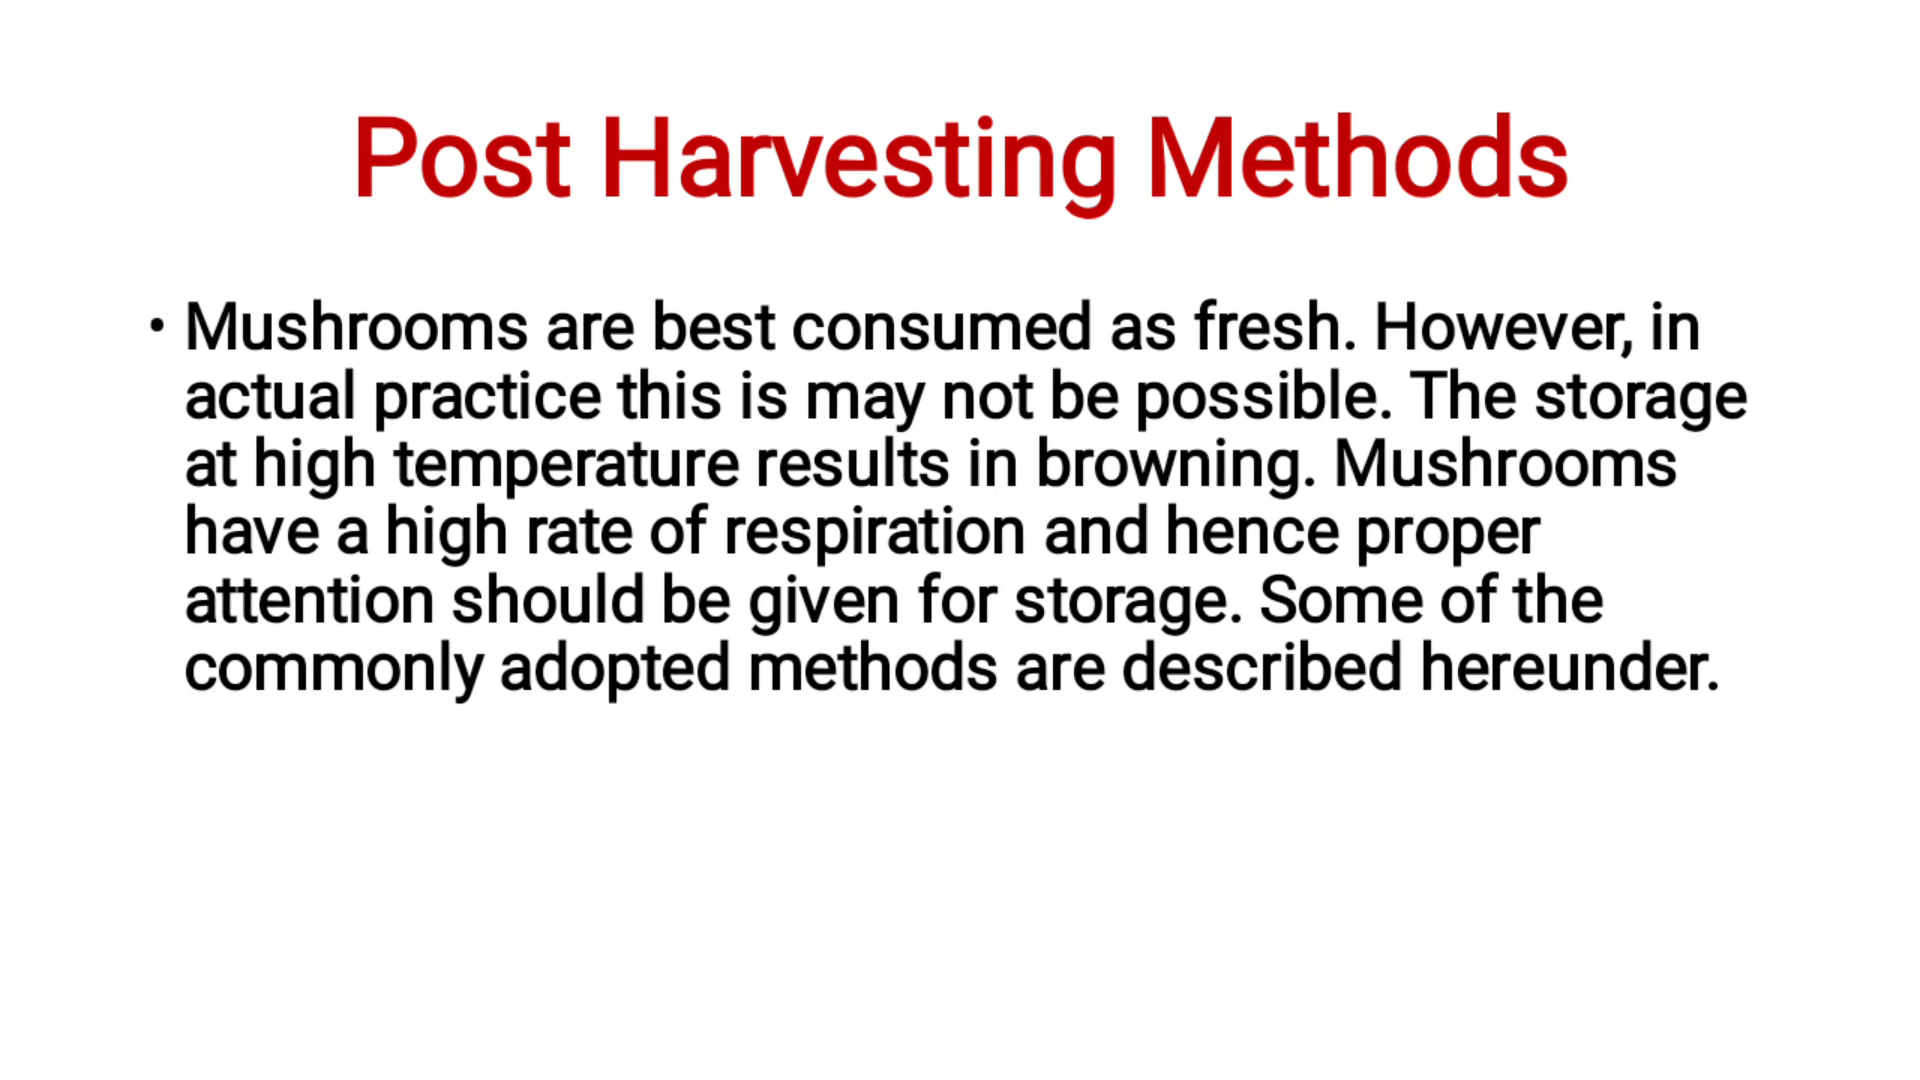 Post Harvesting Methods
• Mushrooms are best consumed as fresh. However, in
actual practice this is may not be possible. The storage
at high temperature results in browning. Mushrooms
have a high rate of respiration and hence proper
attention should be given for storage. Some of the
commonly adopted methods are described hereunder.